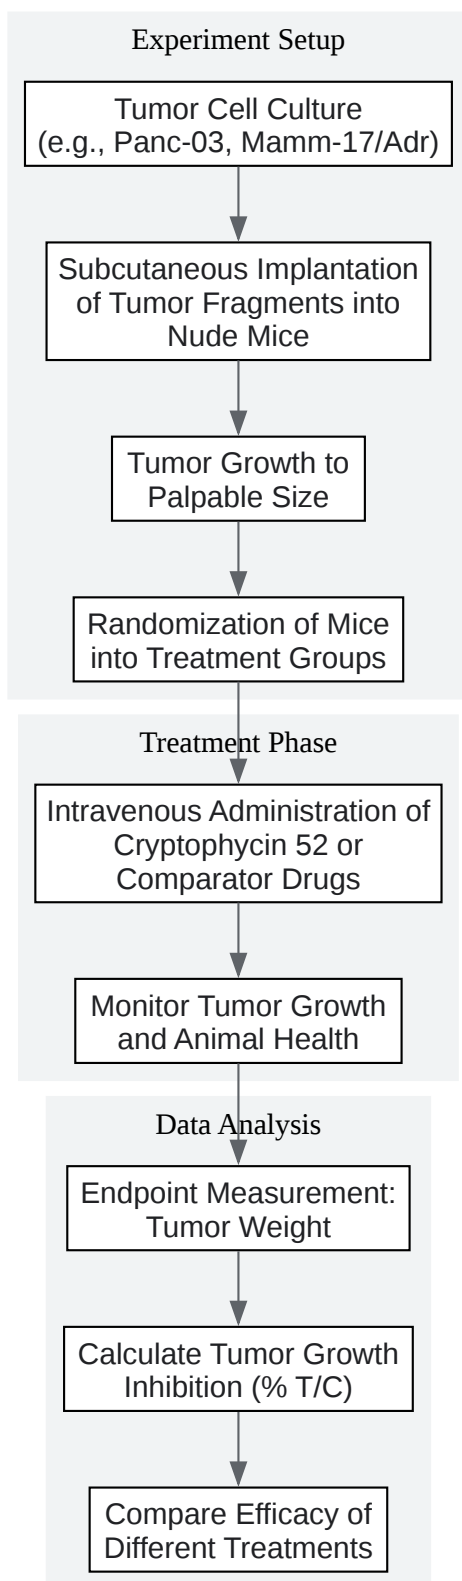 Experiment Setup
Tumor Cell Culture
(e.g., Panc-03, Mamm-17/Adr)
Subcutaneous Implantation
of Tumor Fragments into
Nude Mice
Tumor Growth to
Palpable Size
Randomization of Mice
into Treatment Groups
Treatment Phase
Intravenous Administration of
Cryptophycin 52 or
Comparator Drugs
Monitor Tumor Growth
and Animal Health
Data Analysis
Endpoint Measurement:
Tumor Weight
Calculate Tumor Growth
Inhibition (% T/C)
Compare Efficacy of
Different Treatments